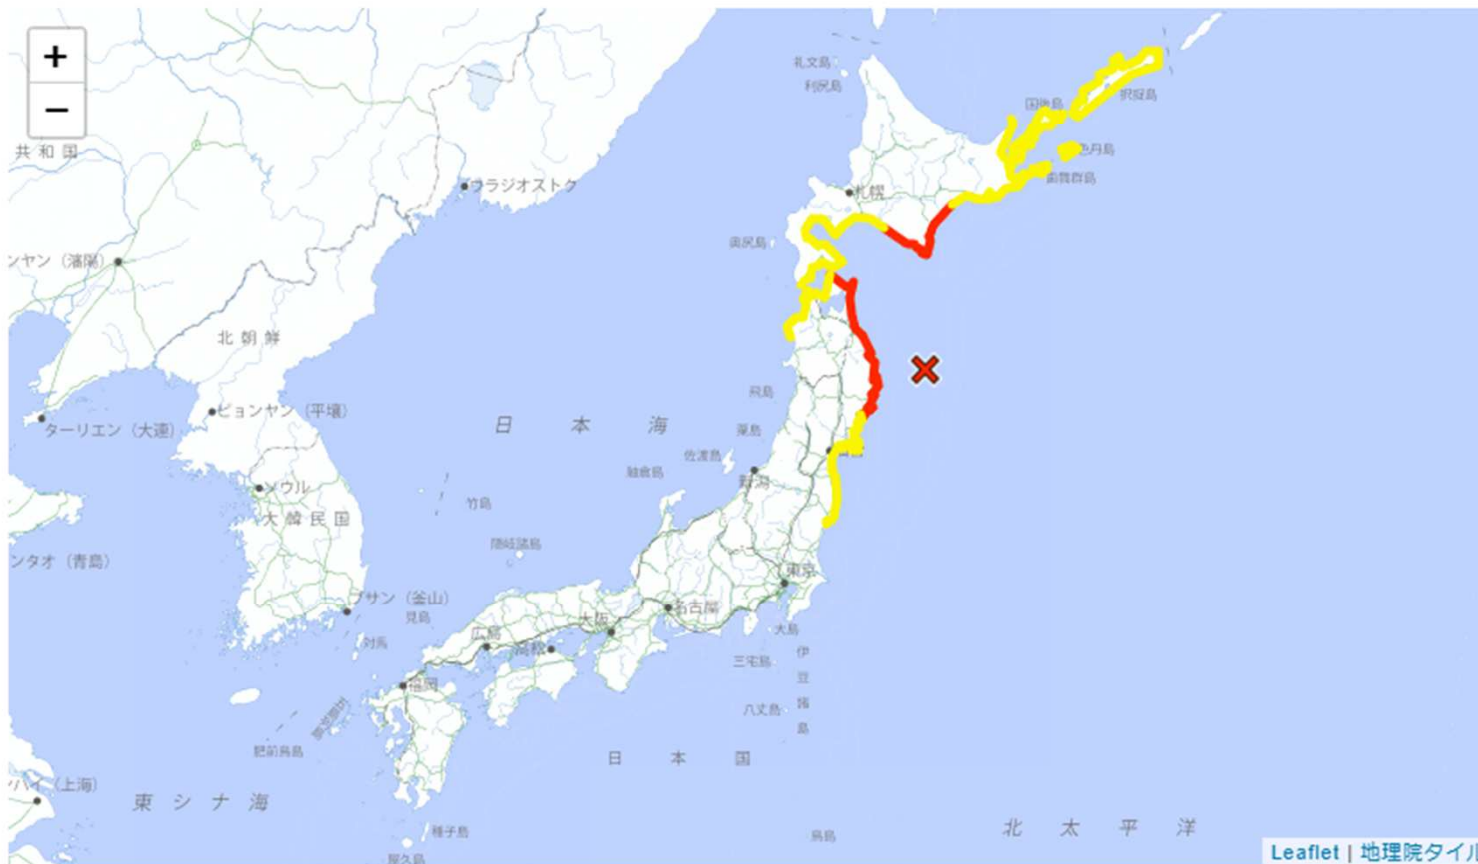 +
−
礼文島
利尻島
択捉島
国後島
共和国
色丹島
歯舞群島
ウラジオストク
札幌
奥尻島
ンヤン（瀋陽）
北朝鮮
飛島
ピョンヤン（平壌）
ターリエン（大連）
日本海
粟島
佐渡島
舳倉島
新潟
ソウル
竹島
大韓民国
隠岐諸島
ンタオ（青島）
東京
プサン（釜山）
見島
名古屋
大阪
大島
広島
対馬
高松
伊豆諸島
三宅島
福岡
八丈島
肥前鳥島
日本国
ハイ（上海）
東シナ海
種子島
北太平洋
鳥島
屋久島
Leaflet | 地理院タイル